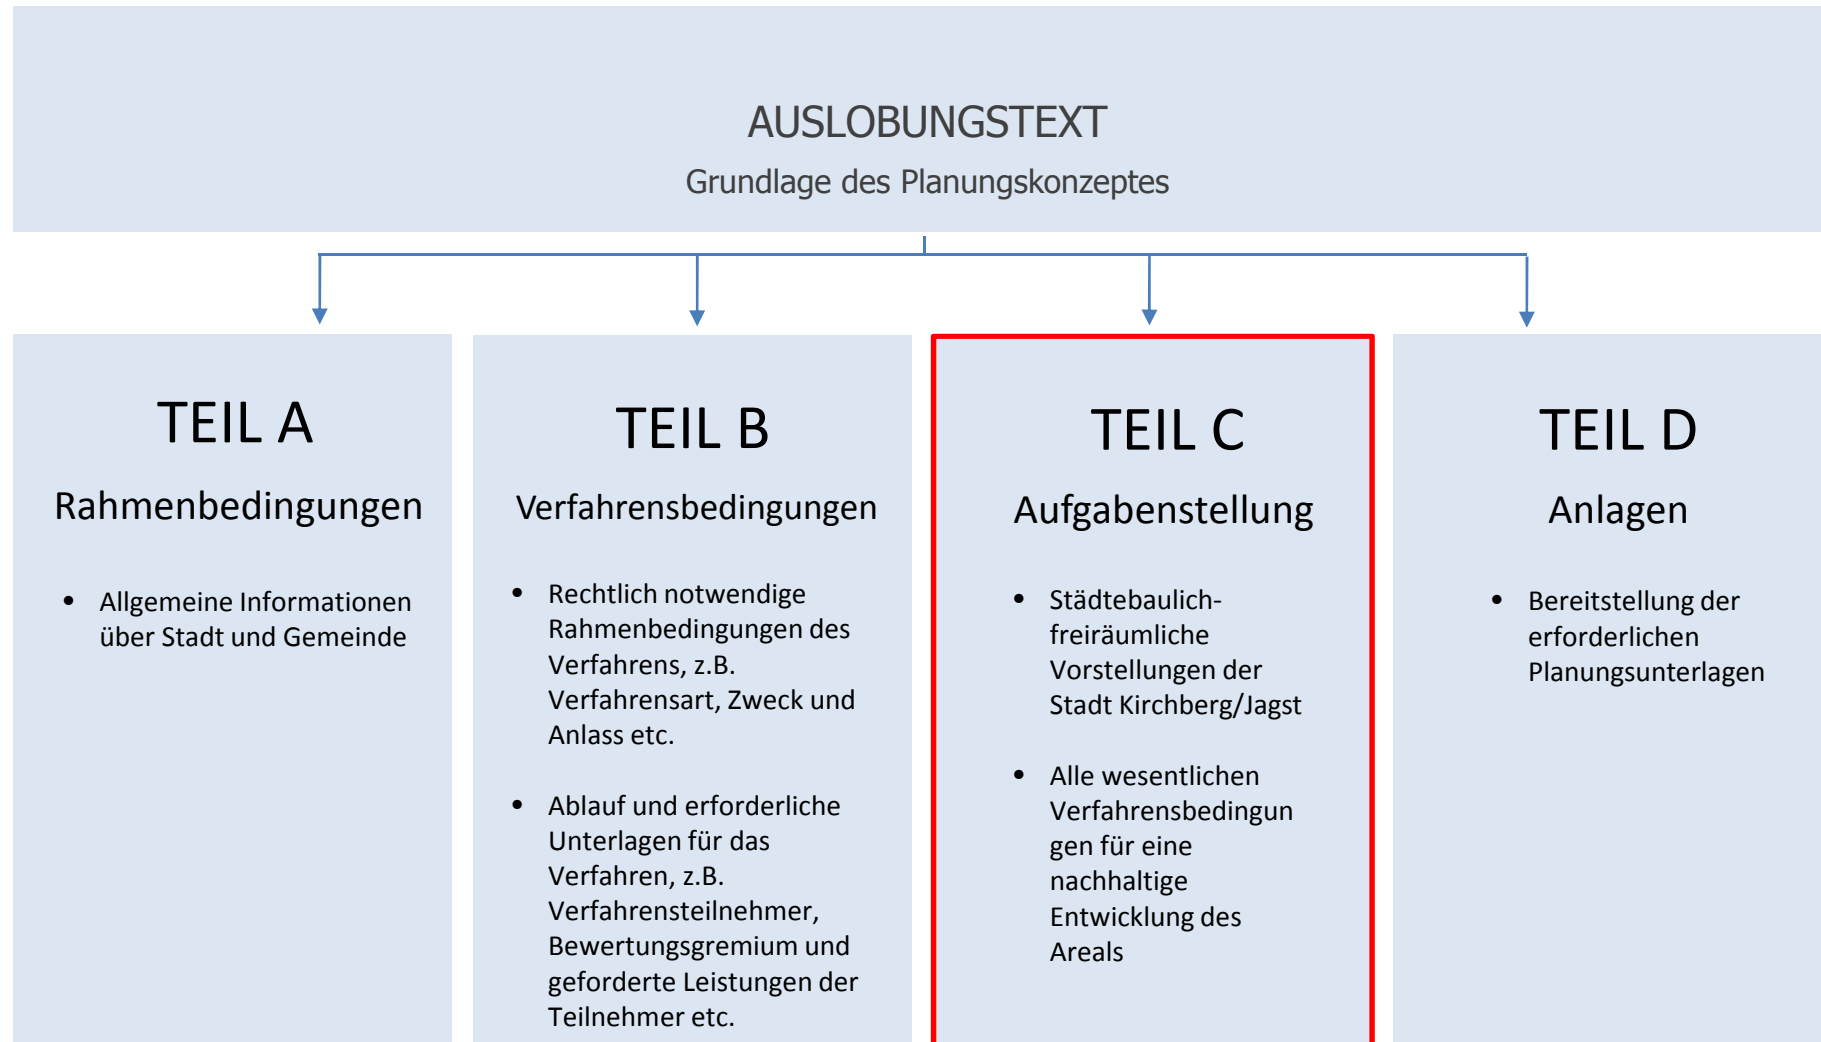 AUSLOBUNGSTEXT
Grundlage des Planungskonzeptes
TEIL A
Rahmenbedingungen
• Allgemeine Informationen
über Stadt und Gemeinde
TEIL B
Verfahrensbedingungen
• Rechtlich notwendige
Rahmenbedingungen des
Verfahrens, z.B.
Verfahrensart, Zweck und
Anlass etc.
• Ablauf und erforderliche
Unterlagen für das
Verfahren, z.B.
Verfahrensteilnehmer,
Bewertungsgremium und
geforderte Leistungen der
Teilnehmer etc.
TEIL C
Aufgabenstellung
• Städtebaulich-
freiräumliche
Vorstellungen der
Stadt Kirchberg/Jagst
• Alle wesentlichen
Verfahrensbedingun
gen für eine
nachhaltige
Entwicklung des
Areals
TEIL D
Anlagen
• Bereitstellung der
erforderlichen
Planungsunterlagen